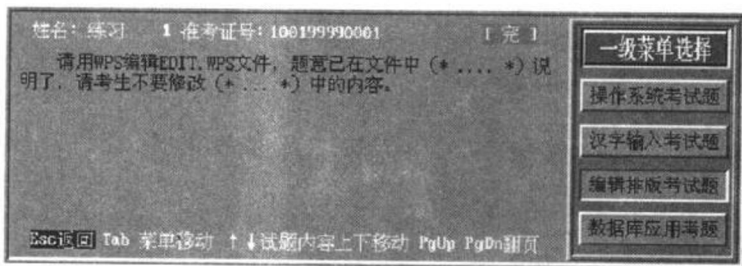 姓名: 练习 1 准考证号: 100199990001 [ 完 ]
请用WPS编辑EDIT.WPS文件, 题意已在文件中 (* .... *) 说
明了, 请考生不要修改 (* ... *) 中的内容。
Esc返回 Tab 菜单移动 ↑↓试题内容上下移动 PgUp PgDn翻页
一级菜单选择
操作系统考试题
汉字输入考试题
编辑排版考试题
数据库应用考题